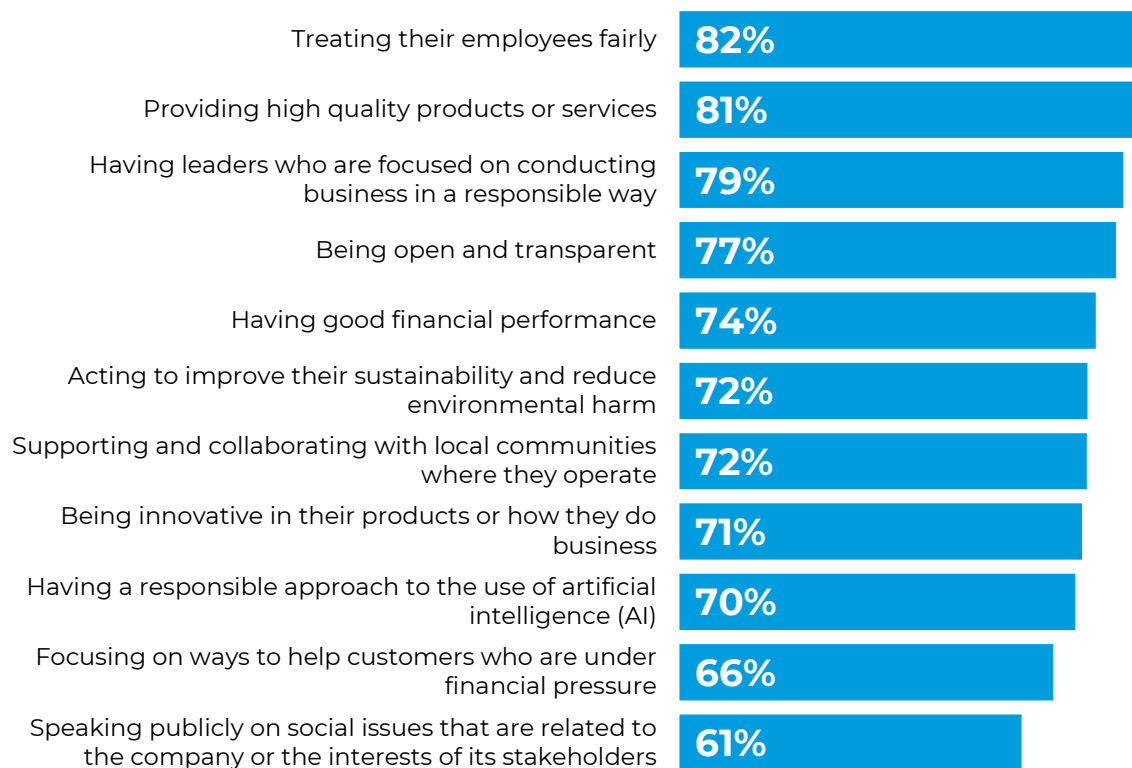 Treating their employees fairly 82%
Providing high quality products or services 81%
Having leaders who are focused on conducting
business in a responsible way 79%
Being open and transparent 77%
Having good financial performance 74%
Acting to improve their sustainability and reduce
environmental harm 72%
Supporting and collaborating with local communities
where they operate 72%
Being innovative in their products or how they do
business 71%
Having a responsible approach to the use of artificial
intelligence (AI) 70%
Focusing on ways to help customers who are under
financial pressure 66%
Speaking publicly on social issues that are related to
the company or the interests of its stakeholders 61%